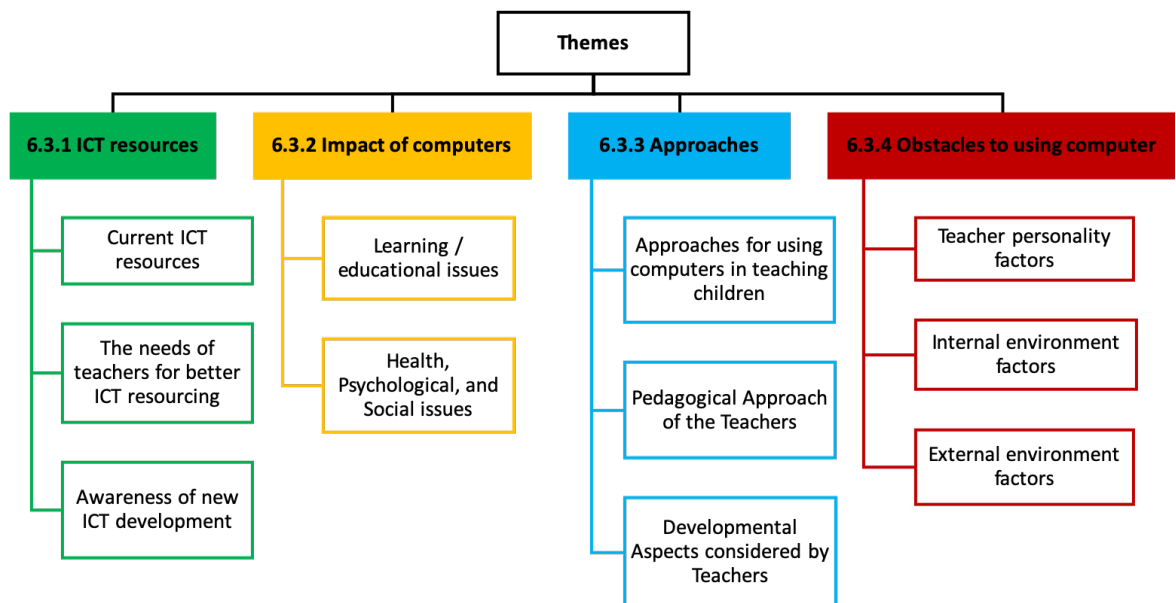 Themes
6.3.1 ICT resources
Current ICT
resources
The needs of
teachers for better
ICT resourcing
Awareness of new
ICT development
6.3.2 Impact of computers
Learning /
educational issues
Health,
Psychological, and
Social issues
6.3.3 Approaches
Approaches for using
computers in teaching
children
Pedagogical Approach
of the Teachers
Developmental
Aspects considered by
Teachers
6.3.4 Obstacles to using computer
Teacher personality
factors
Internal environment
factors
External environment
factors